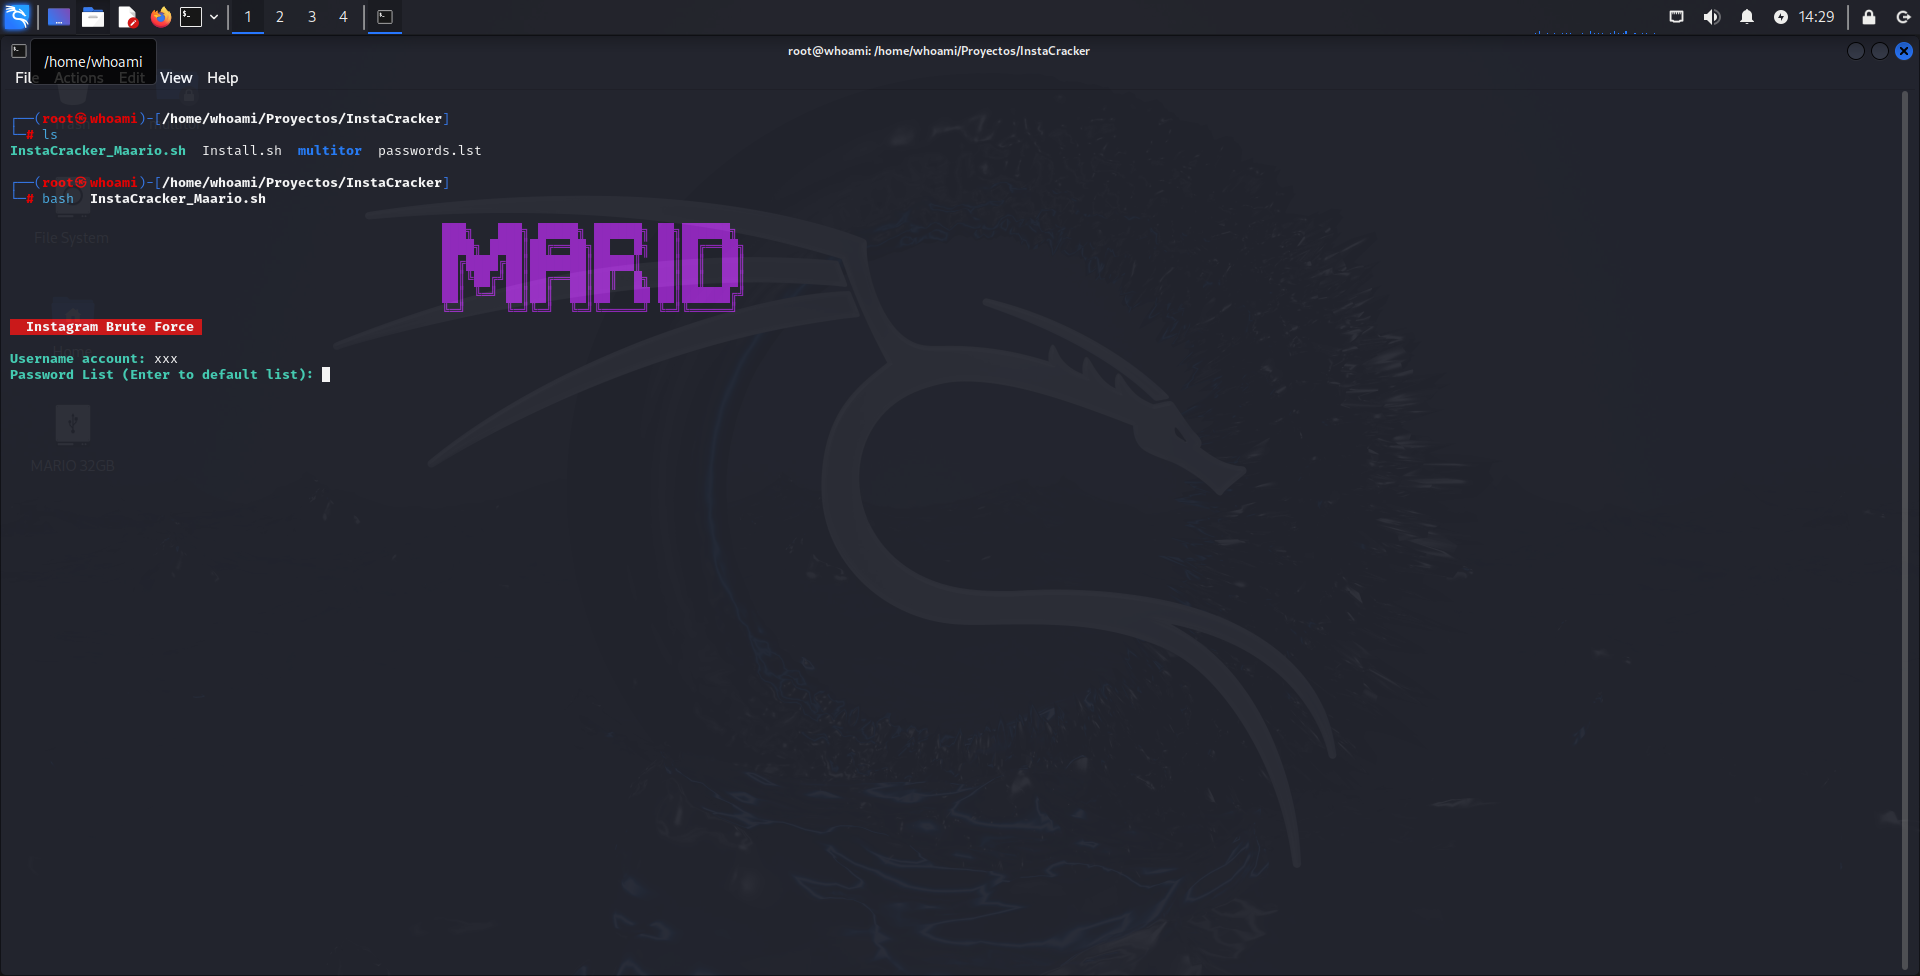 1 2 3 4 14:29
root@whoami: /home/whoami/Proyectos/InstaCracker
/home/whoami
File Actions Edit View Help
┌──(root㉿whoami)-[/home/whoami/Proyectos/InstaCracker]
└─# ls
InstaCracker_Maario.sh Install.sh multitor passwords.lst
┌──(root㉿whoami)-[/home/whoami/Proyectos/InstaCracker]
└─# bash InstaCracker_Maario.sh
File System
MARIO
Instagram Brute Force
Home
Username account: xxx
Password List (Enter to default list):
MARIO 32GB